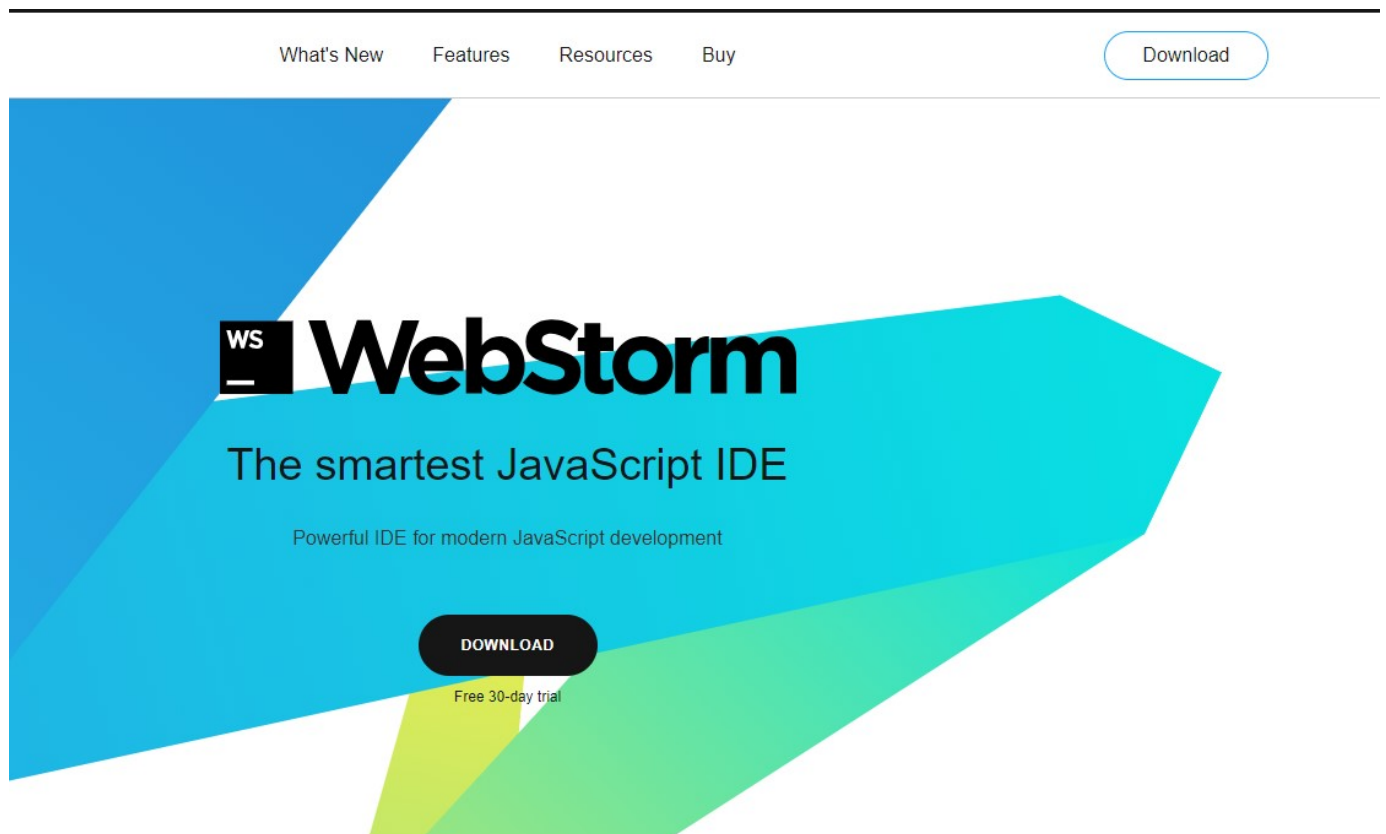 What's New Features Resources Buy Download
WS WebStorm
The smartest JavaScript IDE
Powerful IDE for modern JavaScript development
DOWNLOAD
Free 30-day trial